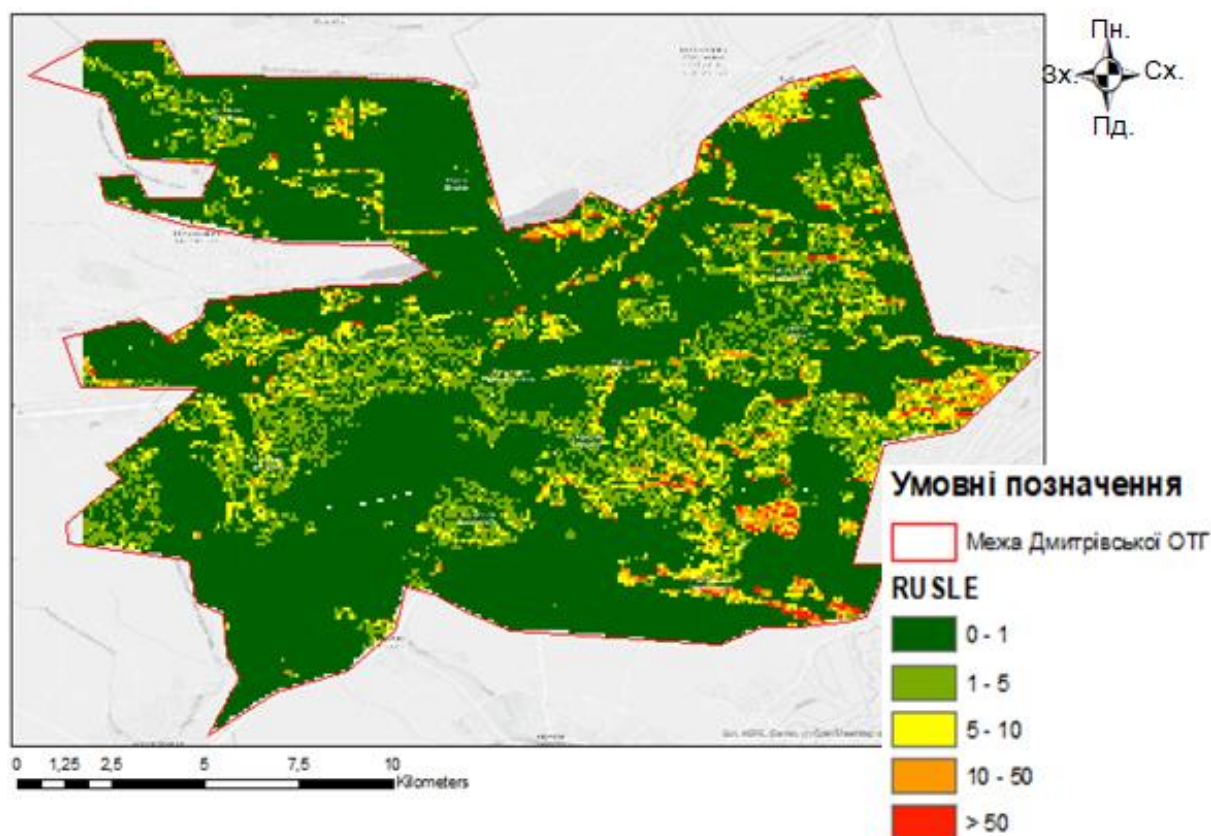 Пн.
Зх.
Сх.
Пд.
Умовні позначення
Межа Дмитрівської ОТГ
RUSLE
0 - 1
1 - 5
5 - 10
10 - 50
> 50
0 1,25 2,5 5 7,5 10
Kilometers